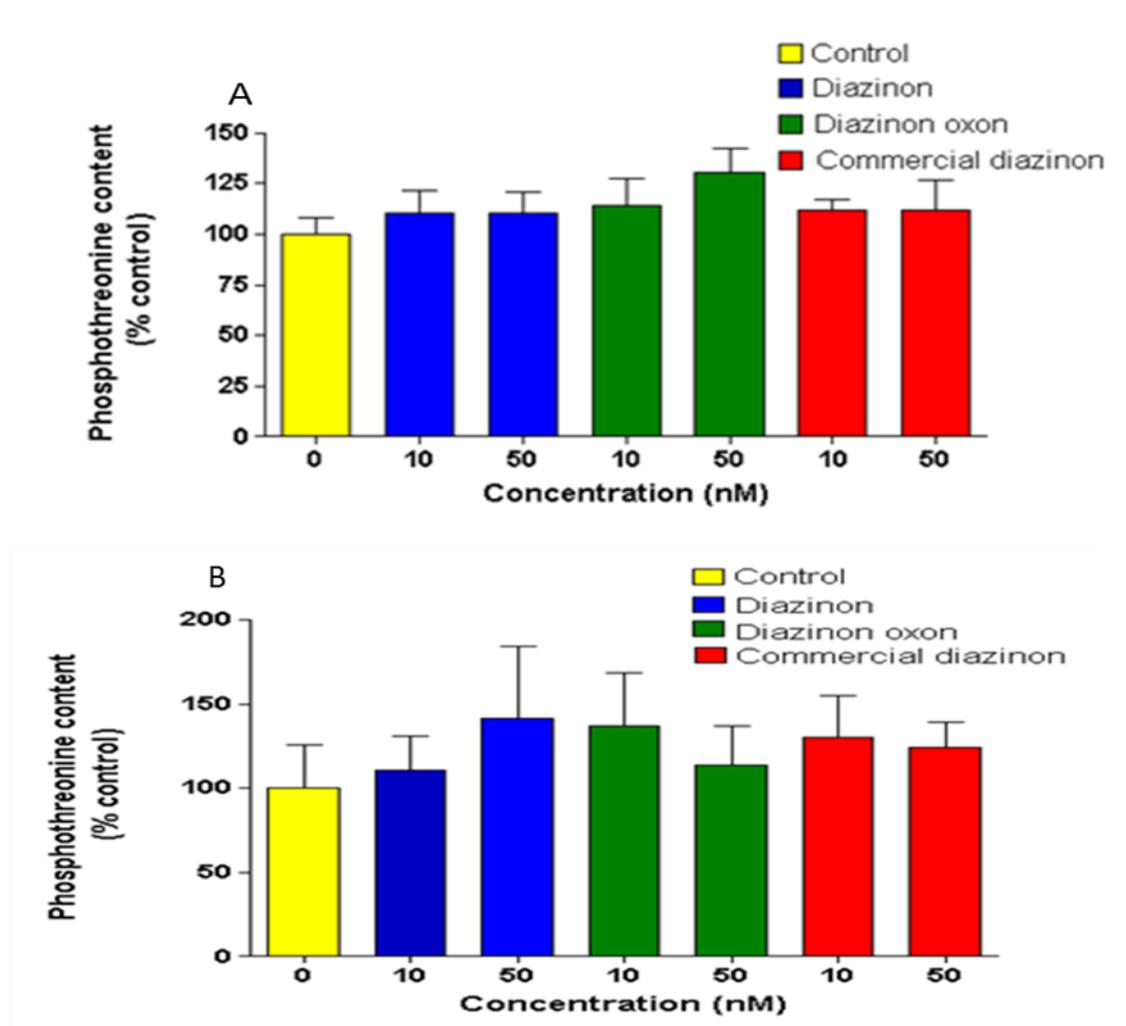 A
Control
Diazinon
Diazinon oxon
Commercial diazinon
Phosphothreonine content
(% control)
150
125
100
75
50
25
0
0 10 50 10 50 10 50
Concentration (nM)
B
Control
Diazinon
Diazinon oxon
Commercial diazinon
Phosphothreonine content
(% control)
200
150
100
50
0
0 10 50 10 50 10 50
Concentration (nM)